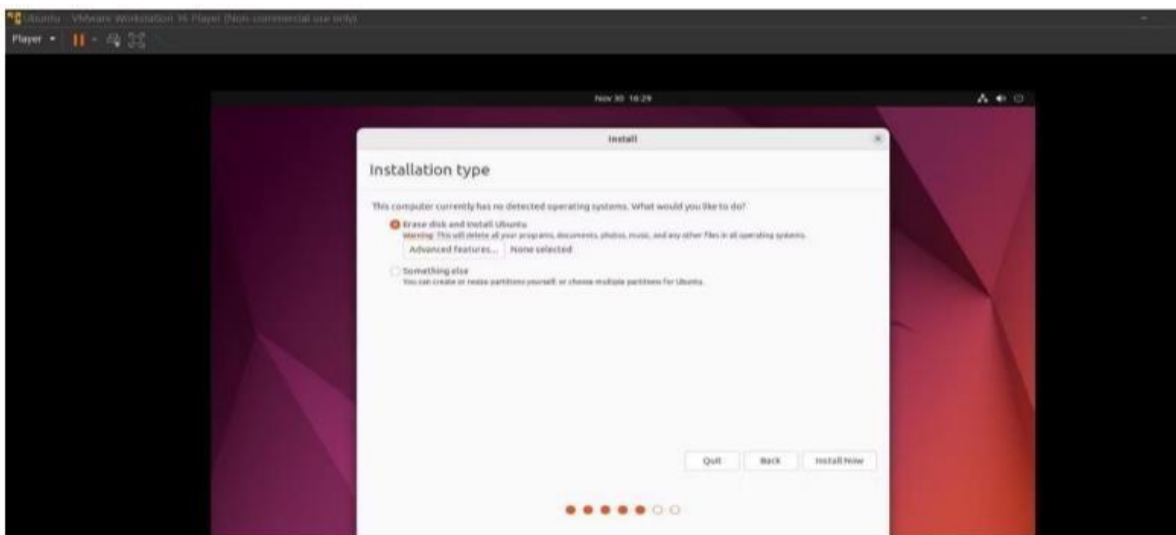 Ubuntu - VMware Workstation 16 Player (Non-commercial use only)
Player
Nov 30 16:29
Install
Installation type
This computer currently has no detected operating systems. What would you like to do?
Erase disk and install Ubuntu
Warning: This will delete all your programs, documents, photos, music, and any other files in all operating systems.
Advanced features... None selected
Something else
You can create or resize partitions yourself, or choose multiple partitions for Ubuntu.
Quit Back Install Now